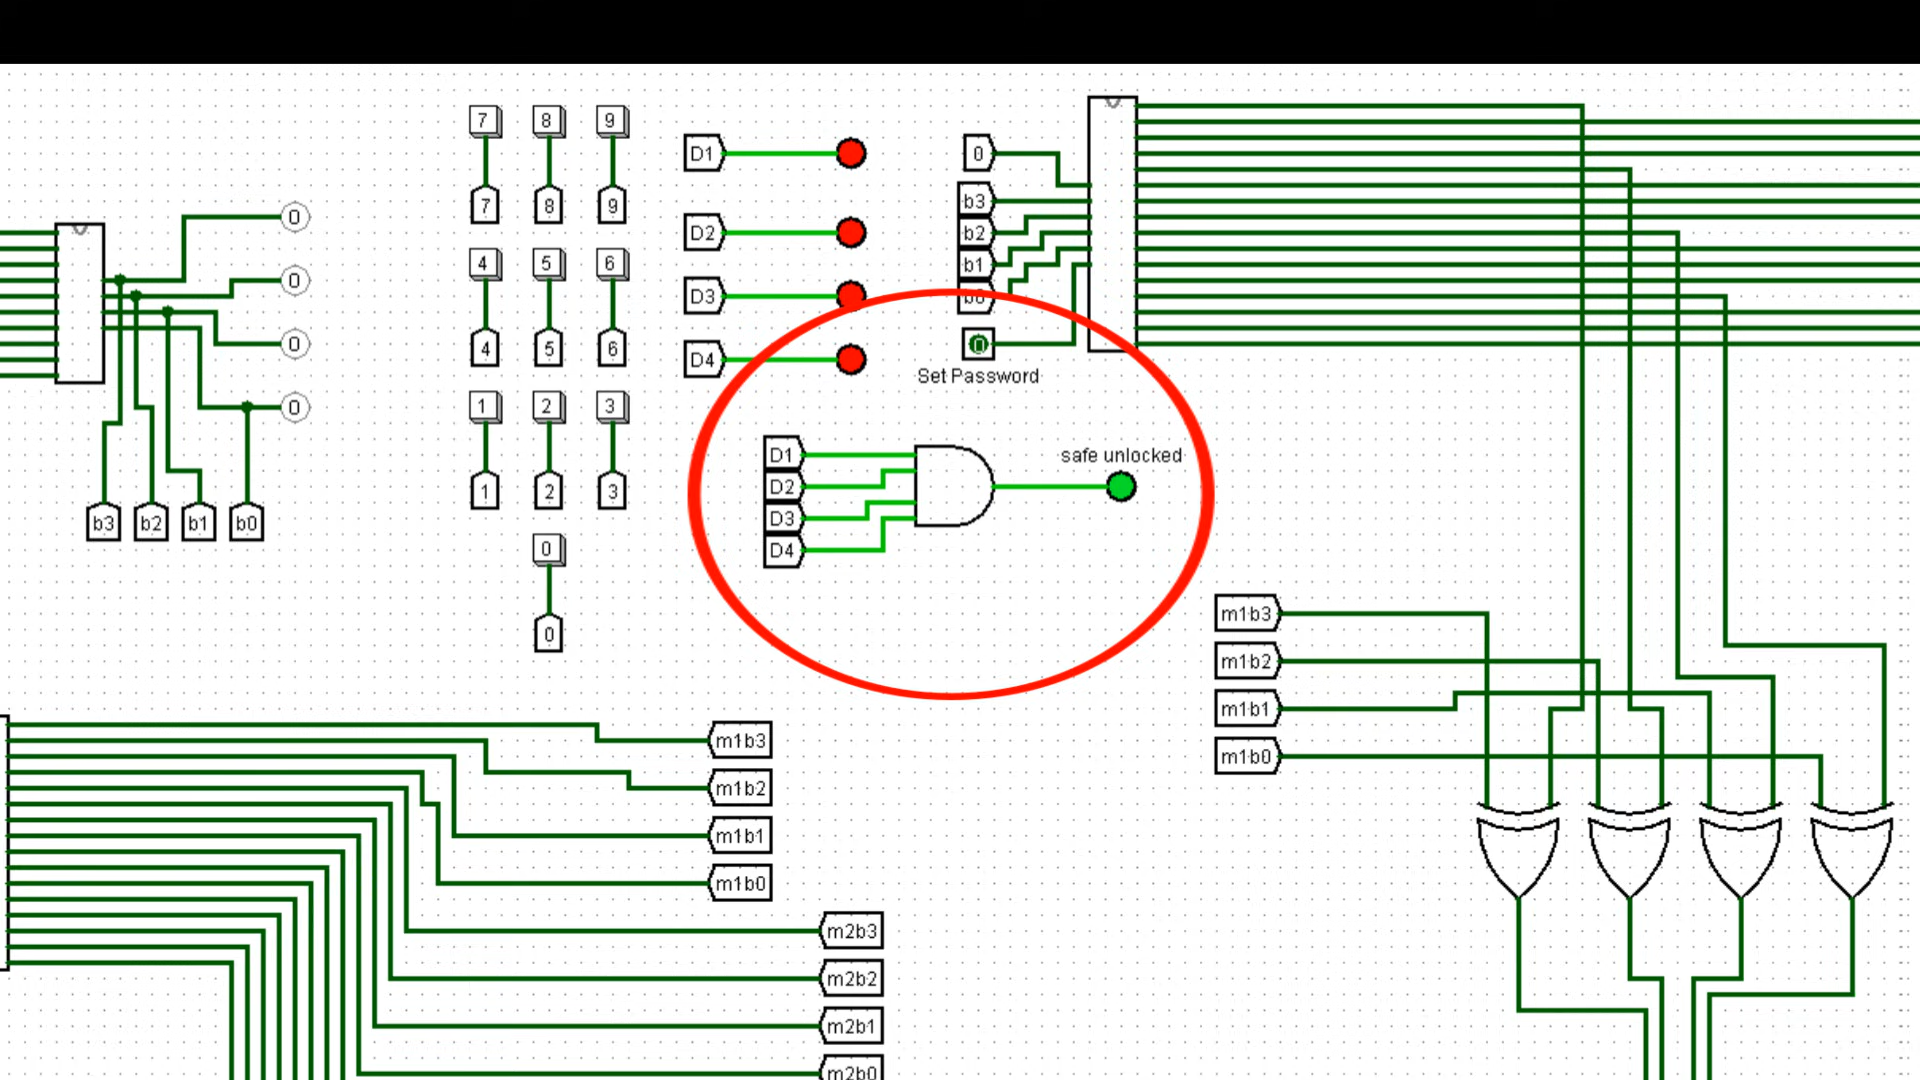 7 8 9
7 8 9
4 5 6
4 5 6
1 2 3
1 2 3
0
0
0
0
0
0
b3 b2 b1 b0
D1
D2
D3
D4
0
b3
b2
b1
b0
Set Password
D1
D2
D3
D4
safe unlocked
m1b3
m1b2
m1b1
m1b0
m1b3
m1b2
m1b1
m1b0
m2b3
m2b2
m2b1
m2b0